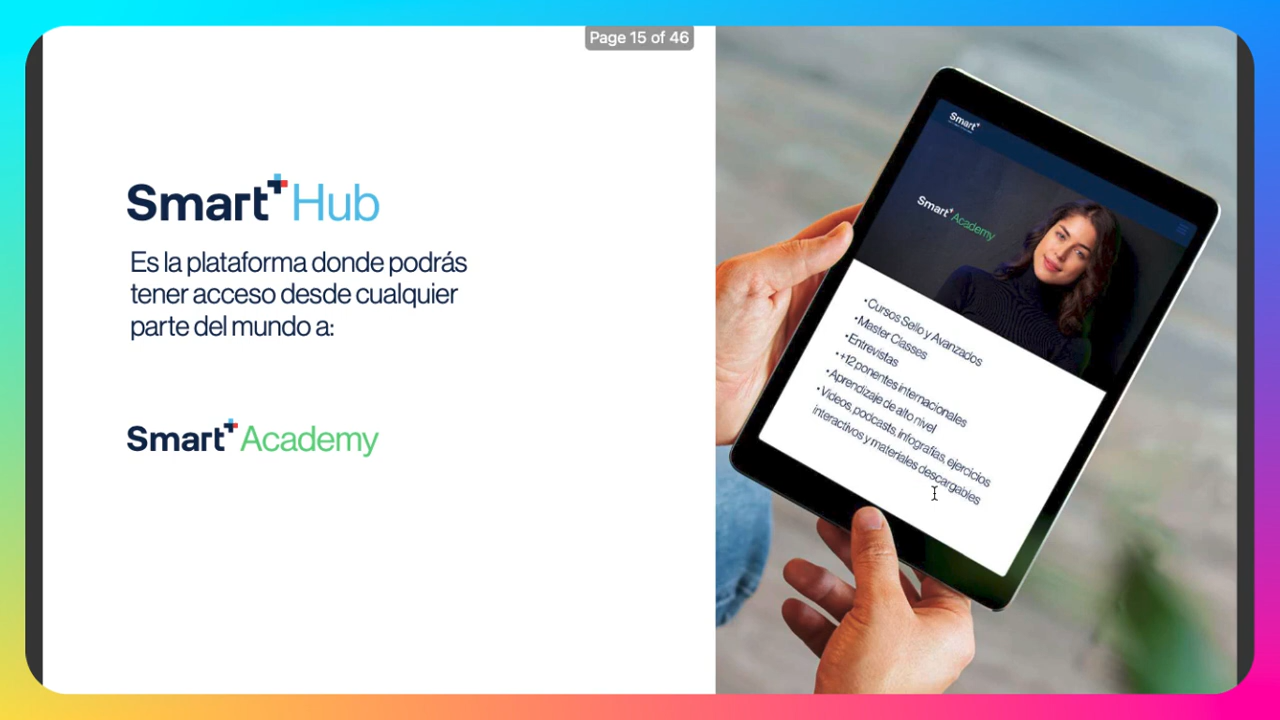 Page 15 of 46
Smart+ Hub
Es la plataforma donde podrás
tener acceso desde cualquier
parte del mundo a:
Smart+ Academy
Smart+
Smart+ Academy
• Cursos Sello y Avanzados
• Master Classes
• Entrevistas
• +12 ponentes internacionales
• Aprendizaje de alto nivel
• Videos, podcasts, infografías, ejercicios
interactivos y materiales descargables